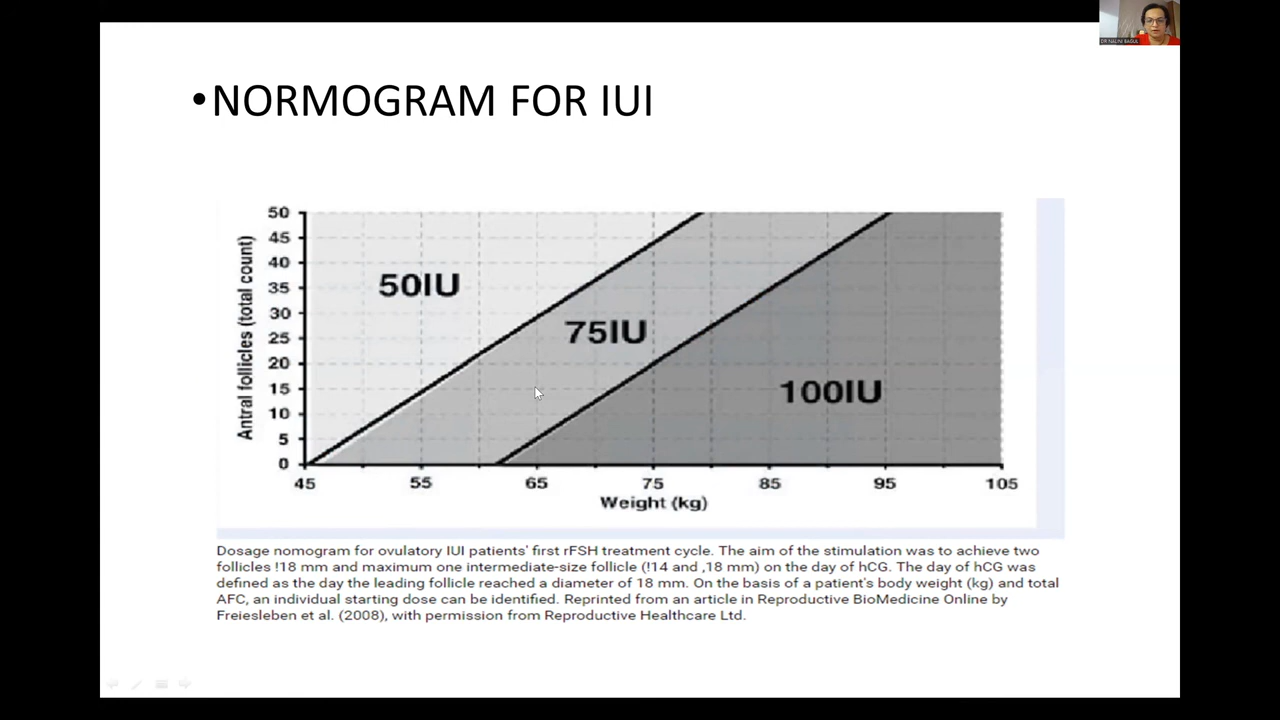 DR NALINI BAGUL
•NORMOGRAM FOR IUI
50
45
40
35
30
25
20
15
10
5
0
Antral follicles (total count)
50IU
75IU
100IU
45 55 65 75 85 95 105
Weight (kg)
Dosage nomogram for ovulatory IUI patients' first rFSH treatment cycle. The aim of the stimulation was to achieve two
follicles !18 mm and maximum one intermediate-size follicle (!14 and ,18 mm) on the day of hCG. The day of hCG was
defined as the day the leading follicle reached a diameter of 18 mm. On the basis of a patient's body weight (kg) and total
AFC, an individual starting dose can be identified. Reprinted from an article in Reproductive BioMedicine Online by
Freiesleben et al. (2008), with permission from Reproductive Healthcare Ltd.